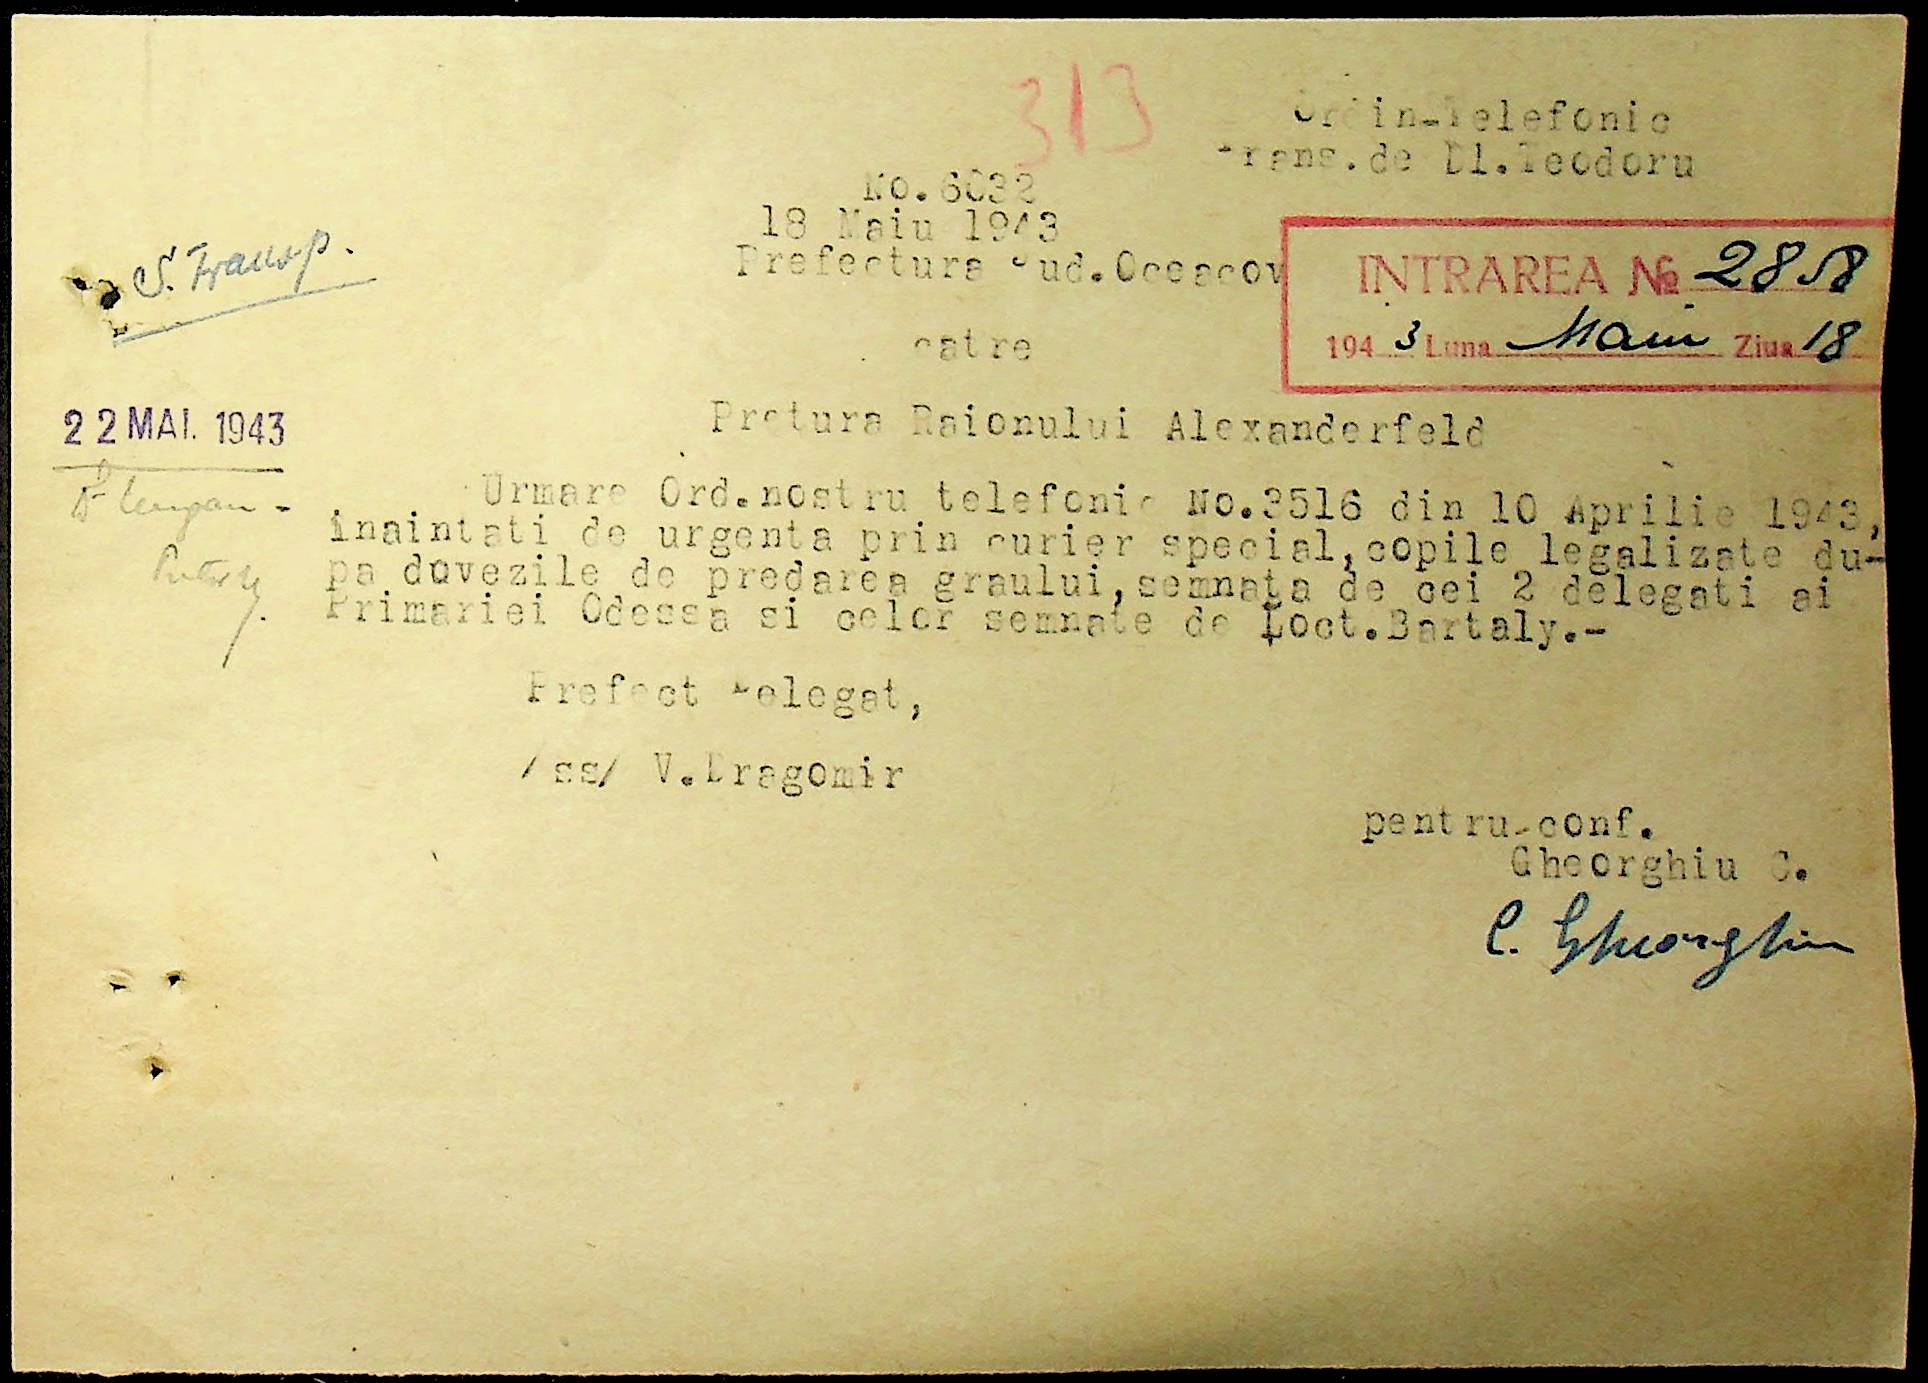 313
Ordin-Telefonic
Trans.de Dl.Teodoru
No.6032
18 Maiu 1943
Prefectura Jud.Oceacov
INTRAREA № 2858
1943 Luna Maiu Ziua 18
S. Transp.
catre
22 MAI. 1943
Pretura Raionului Alexanderfeld
Urmare Ord.nostru telefonic No.3516 din 10 Aprilie 1943,
inaintati de urgenta prin curier special,copile legalizate du-
pa dovezile de predarea graului,semnata de cei 2 delegati ai
Primariei Odessa si celor semnate de Loct.Bartaly.-
Prefect Delegat,
/ss/ V.Dragomir
pentru conf.
Gheorghiu C.
C. Gheorghiu